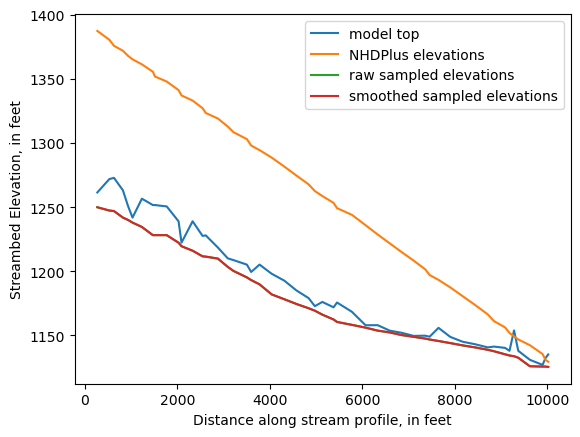 1400
1350
1300
1250
1200
1150
Streambed Elevation, in feet
model top
NHDPlus elevations
raw sampled elevations
smoothed sampled elevations
0
2000
4000
6000
8000
10000
Distance along stream profile, in feet